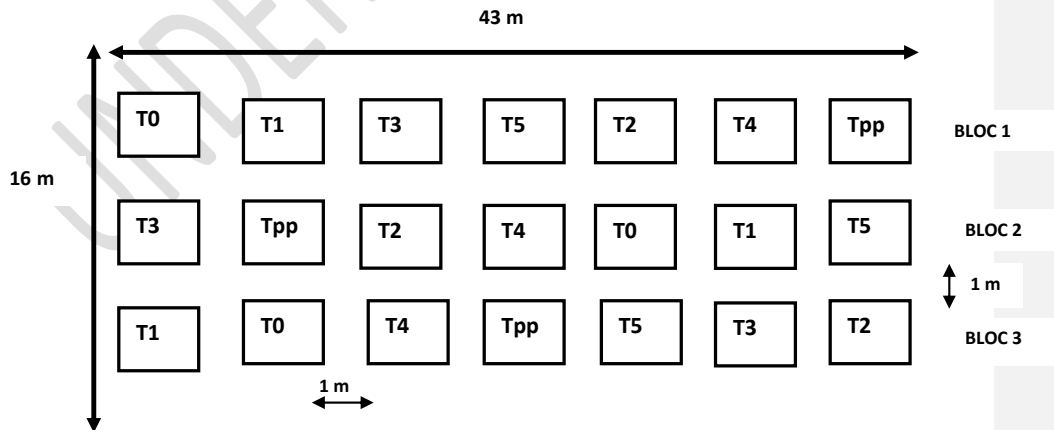 43 m
T0 T1 T3 T5 T2 T4 Tpp BLOC 1
16 m
T3 Tpp T2 T4 T0 T1 T5 BLOC 2
1 m
T1 T0 T4 Tpp T5 T3 T2 BLOC 3
1 m